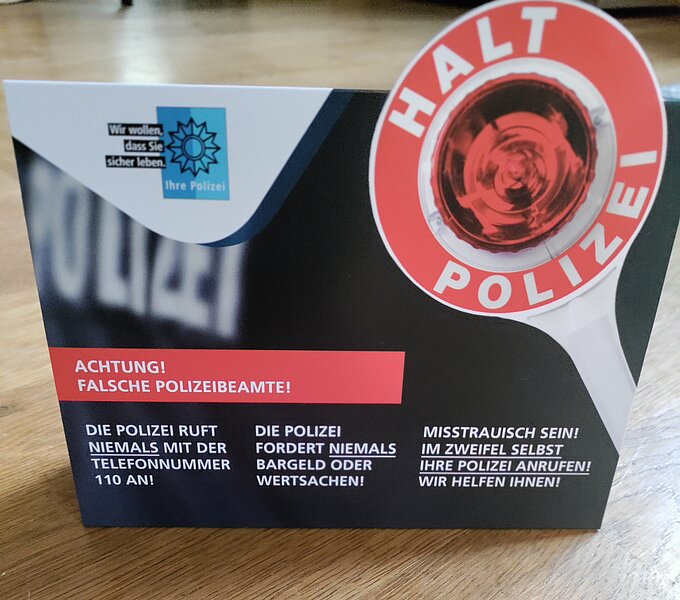 HALT
POLIZEI
Wir wollen,
dass Sie
sicher leben.
Ihre Polizei
POLIZEI
ACHTUNG!
FALSCHE POLIZEIBEAMTE!
DIE POLIZEI RUFT
NIEMALS MIT DER
TELEFONNUMMER
110 AN!
DIE POLIZEI
FORDERT NIEMALS
BARGELD ODER
WERTSACHEN!
MISSTRAUISCH SEIN!
IM ZWEIFEL SELBST
IHRE POLIZEI ANRUFEN!
WIR HELFEN IHNEN!